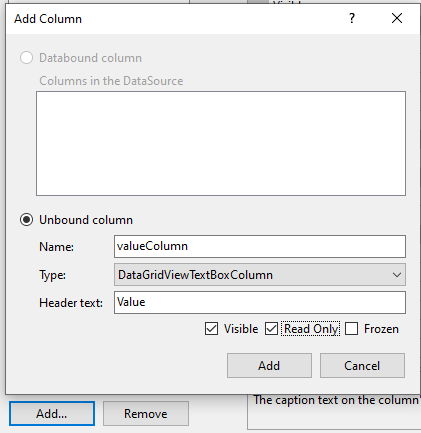 Visible
Add Column
Databound column
Columns in the DataSource
Unbound column
Name: valueColumn
Type: DataGridViewTextBoxColumn
Header text: Value
Visible Read Only Frozen
Add Cancel
Add... Remove
The caption text on the column